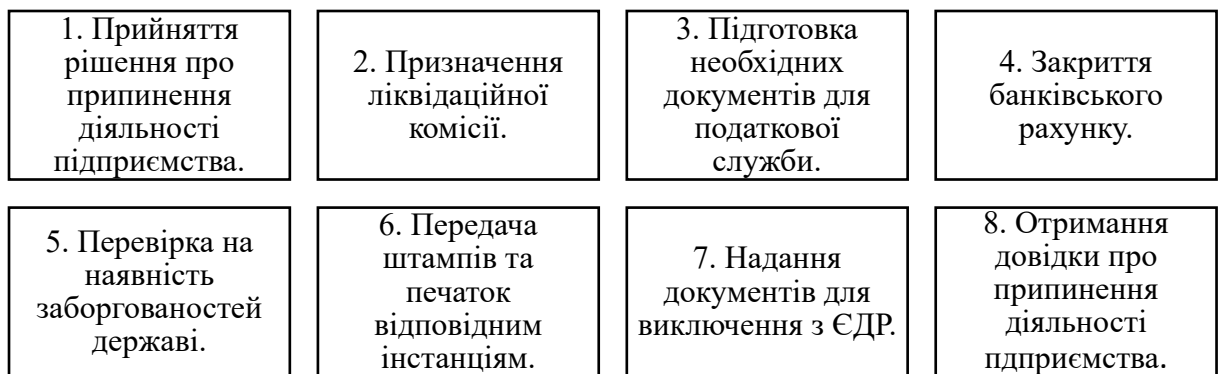 1. Прийняття
рішення про
припинення
діяльності
підприємства.
2. Призначення
ліквідаційної
комісії.
3. Підготовка
необхідних
документів для
податкової
служби.
4. Закриття
банківського
рахунку.
5. Перевірка на
наявність
заборгованостей
державі.
6. Передача
штампів та
печаток
відповідним
інстанціям.
7. Надання
документів для
виключення з ЄДР.
8. Отримання
довідки про
припинення
діяльності
пдприємства.